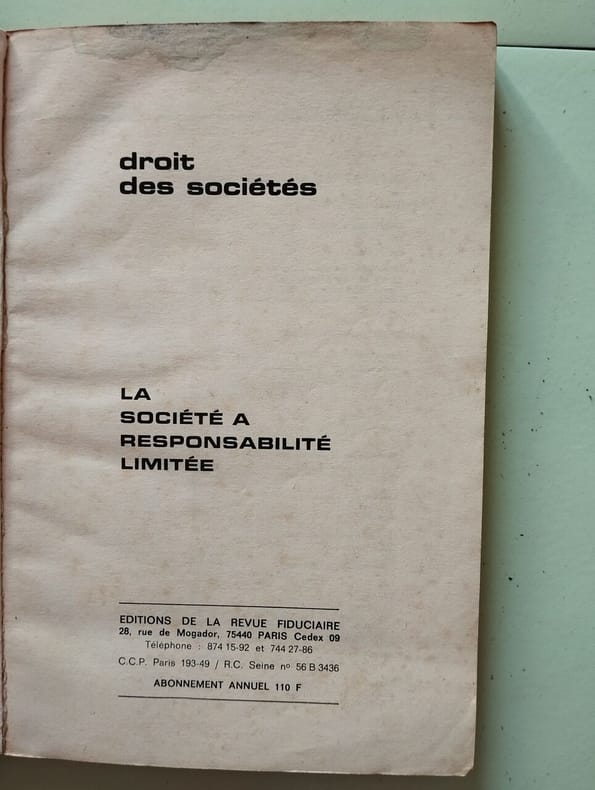 droit
des sociétés
LA
SOCIÉTÉ A
RESPONSABILITÉ
LIMITÉE
EDITIONS DE LA REVUE FIDUCIAIRE
28, rue de Mogador, 75440 PARIS Cedex 09
Téléphone : 874 15-92 et 744 27-86
C.C.P. Paris 193-49 / R.C. Seine nº 56 B 3436
ABONNEMENT ANNUEL 110 F